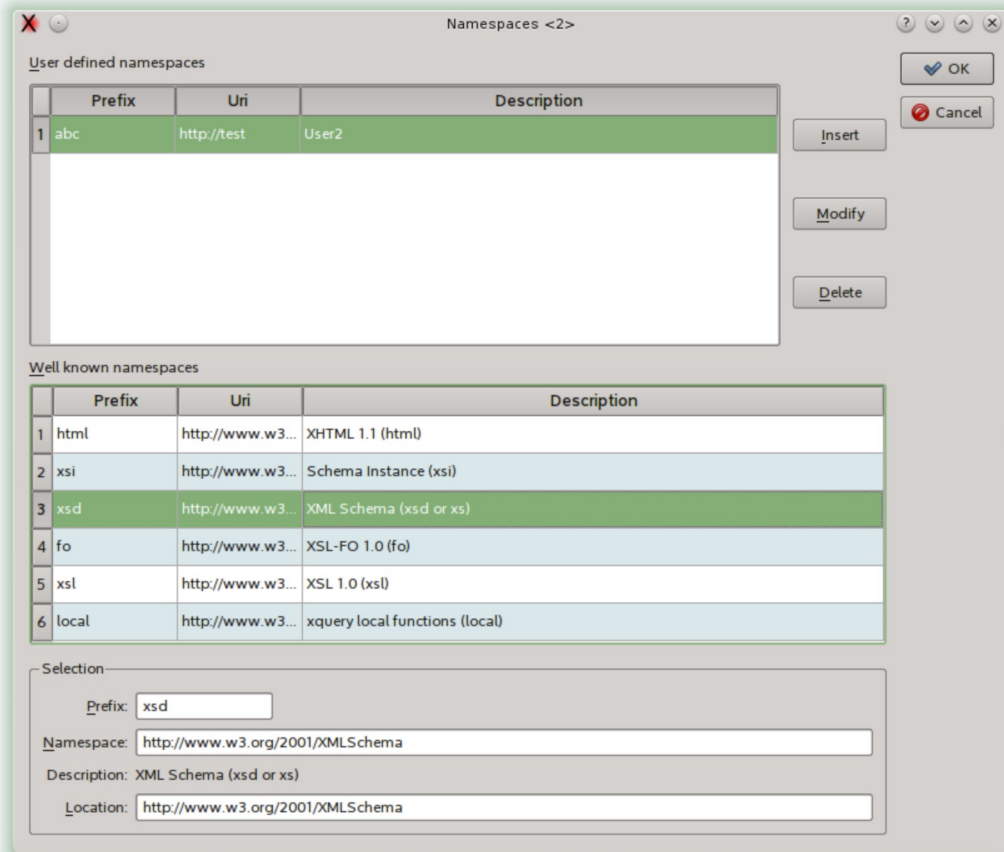 Namespaces <2>
User defined namespaces
OK
Cancel
Prefix Uri Description
1 abc http://test User2
Insert
Modify
Delete
Well known namespaces
Prefix Uri Description
1 html http://www.w3... XHTML 1.1 (html)
2 xsi http://www.w3... Schema Instance (xsi)
3 xsd http://www.w3... XML Schema (xsd or xs)
4 fo http://www.w3... XSL-FO 1.0 (fo)
5 xsl http://www.w3... XSL 1.0 (xsl)
6 local http://www.w3... xquery local functions (local)
Selection
Prefix: xsd
Namespace: http://www.w3.org/2001/XMLSchema
Description: XML Schema (xsd or xs)
Location: http://www.w3.org/2001/XMLSchema